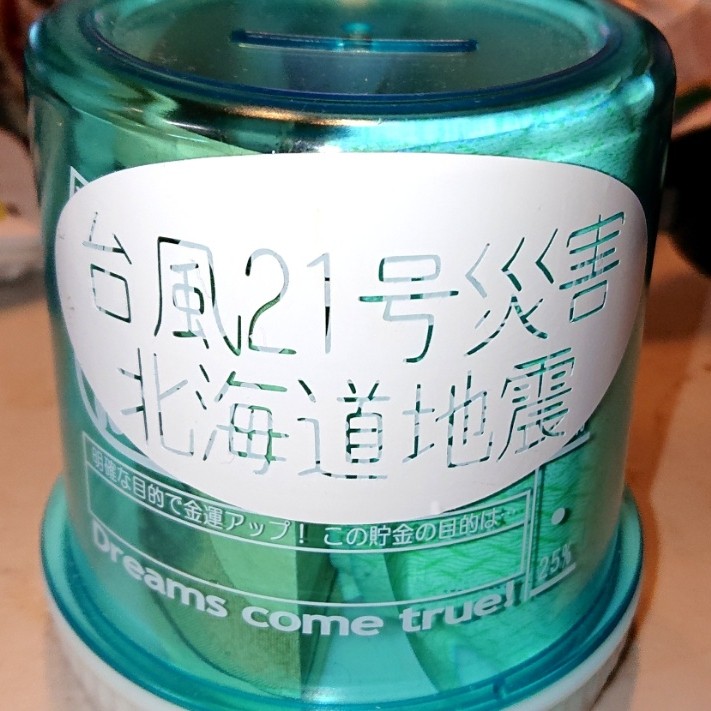 台風21号災害
北海道地震
明確な目的で金運アップ！この貯金の目的は…
25%
Dreams come true!